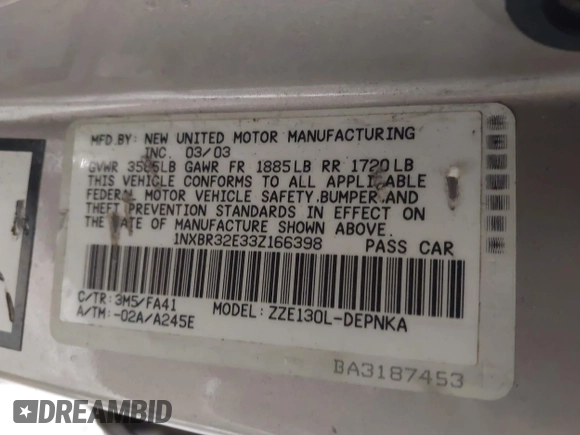 MFD.BY: NEW UNITED MOTOR MANUFACTURING
INC. 03/03
GVWR 3585LB GAWR FR 1885LB RR 1720LB
THIS VEHICLE CONFORMS TO ALL APPLICABLE
FEDERAL MOTOR VEHICLE SAFETY,BUMPER,AND
THEFT PREVENTION STANDARDS IN EFFECT ON
THE DATE OF MANUFACTURE SHOWN ABOVE.
1NXBR32E33Z166398 PASS CAR
C/TR: 3M5/FA41
A/TM: -02A/A245E MODEL: ZZE130L-DEPNKA
BA3187453
DREAMBID